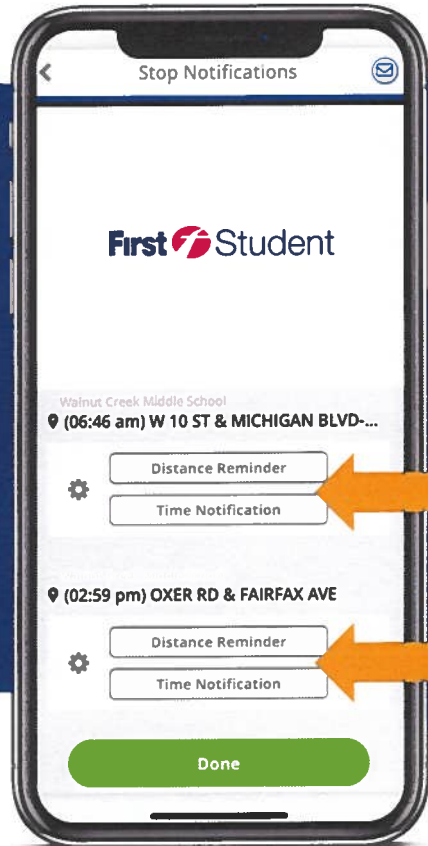 Stop Notifications
First Student
Walnut Creek Middle School
(06:46 am) W 10 ST & MICHIGAN BLVD-...
Distance Reminder
Time Notification
(02:59 pm) OXER RD & FAIRFAX AVE
Distance Reminder
Time Notification
Done